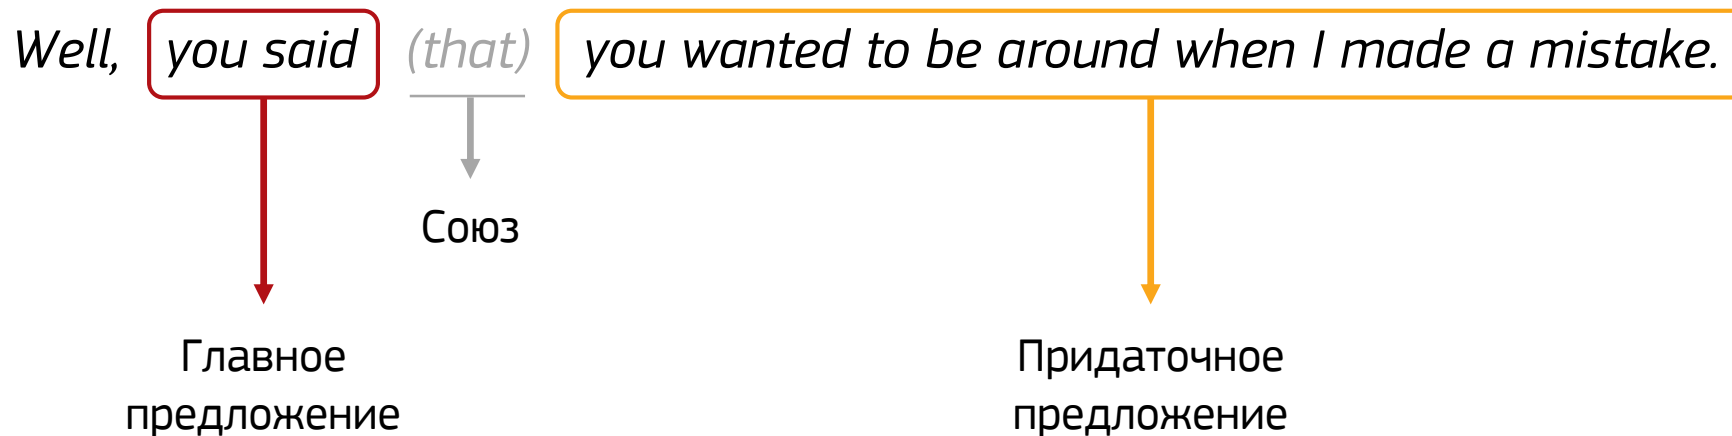 Well, you said (that) you wanted to be around when I made a mistake.
Союз
Главное
предложение
Придаточное
предложение